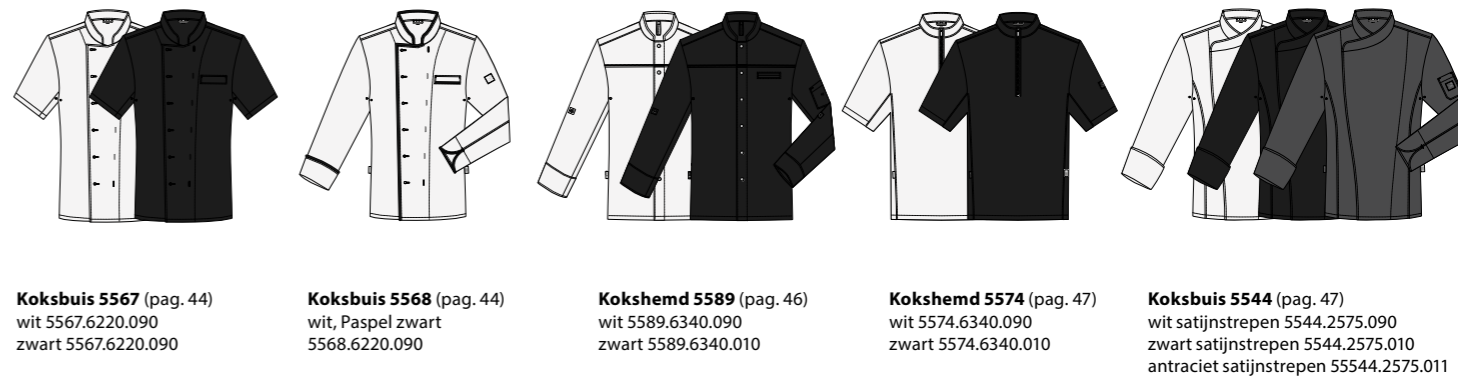 Koksbuis 5567 (pag. 44)
wit 5567.6220.090
zwart 5567.6220.090
Koksbuis 5568 (pag. 44)
wit, Paspel zwart
5568.6220.090
Kokshemd 5589 (pag. 46)
wit 5589.6340.090
zwart 5589.6340.010
Kokshemd 5574 (pag. 47)
wit 5574.6340.090
zwart 5574.6340.010
Koksbuis 5544 (pag. 47)
wit satijnstrepen 5544.2575.090
zwart satijnstrepen 5544.2575.010
antraciet satijnstrepen 55544.2575.011